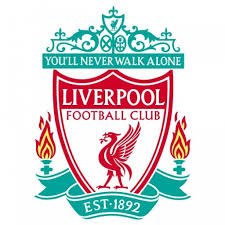 YOU'LL NEVER WALK ALONE
LIVERPOOL
FOOTBALL CLUB
EST·1892